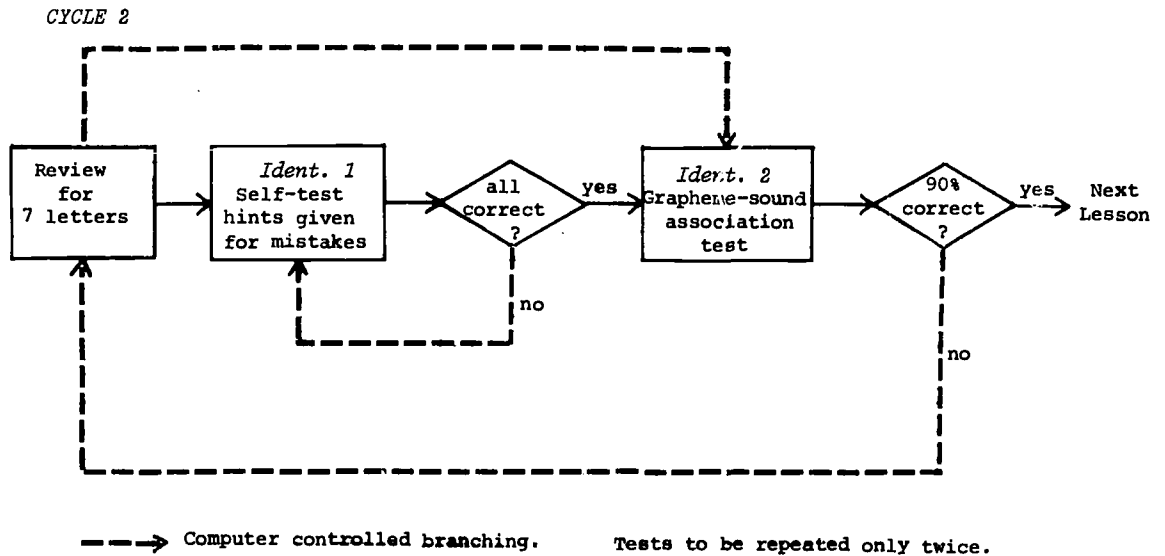 CYCLE 2
Review
for
7 letters
Ident. 1
Self-test
hints given
for mistakes
all
correct
?
yes
no
Ident. 2
Grapheme-sound
association
test
90%
correct
?
yes
no
Next
Lesson
Computer controlled branching.
Tests to be repeated only twice.